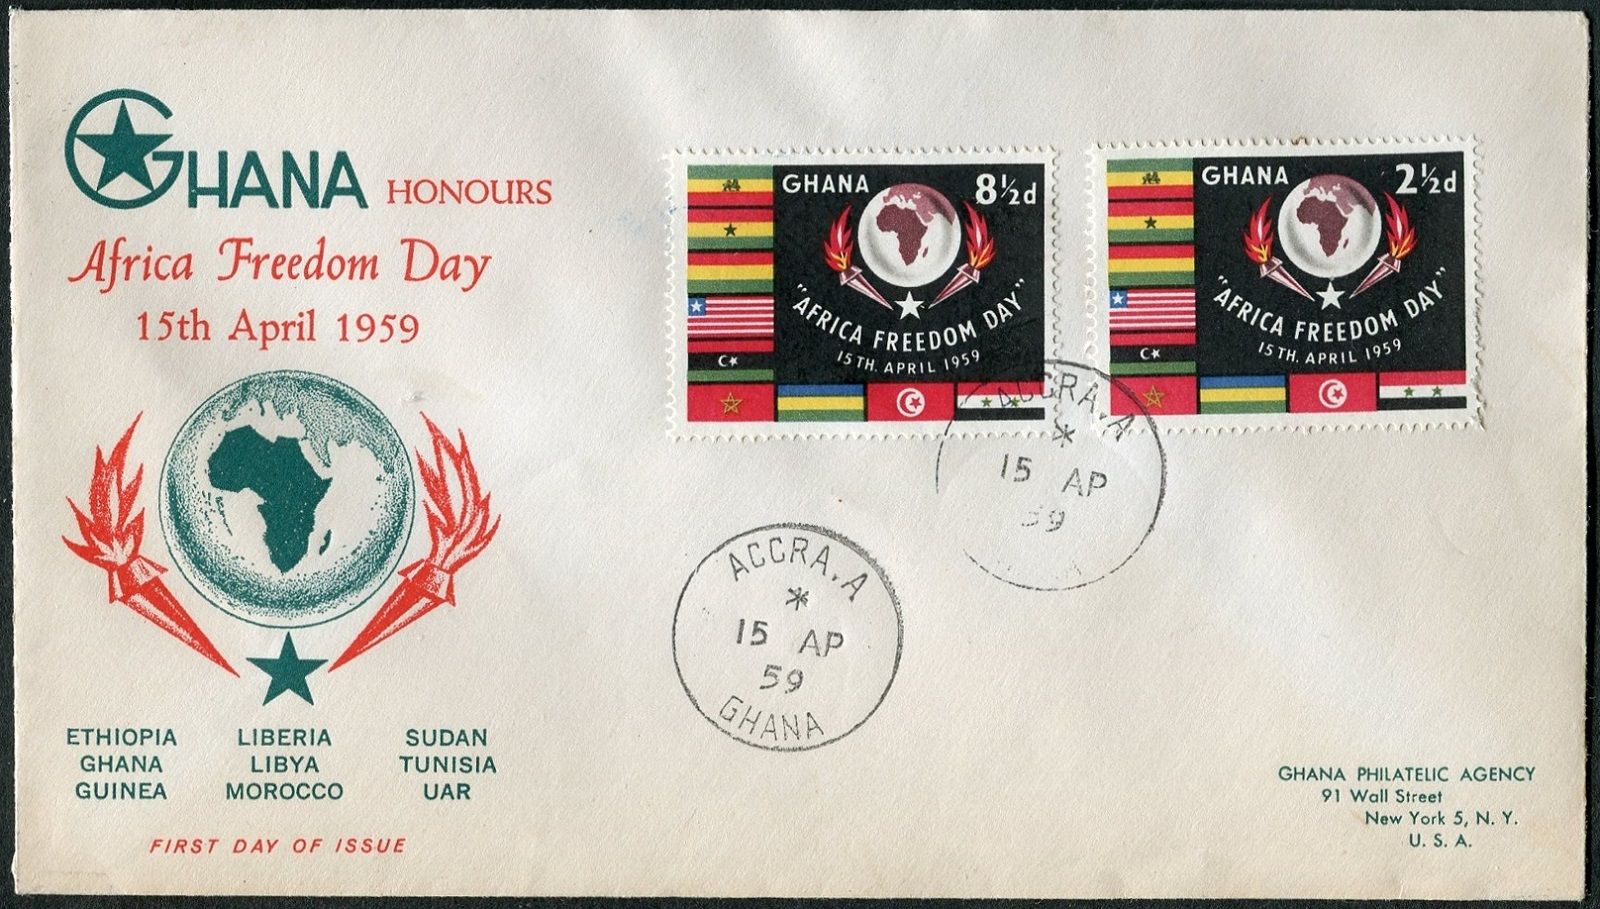 GHANA HONOURS
Africa Freedom Day
15th April 1959
ETHIOPIA LIBERIA SUDAN
GHANA LIBYA TUNISIA
GUINEA MOROCCO UAR
FIRST DAY OF ISSUE
GHANA 8½d
"AFRICA FREEDOM DAY"
15TH. APRIL 1959
GHANA 2½d
"AFRICA FREEDOM DAY"
15TH. APRIL 1959
ACCRA, A
*
15 AP
59
ACCRA, A
*
15 AP
59
GHANA
GHANA PHILATELIC AGENCY
91 Wall Street
New York 5, N. Y.
U. S. A.